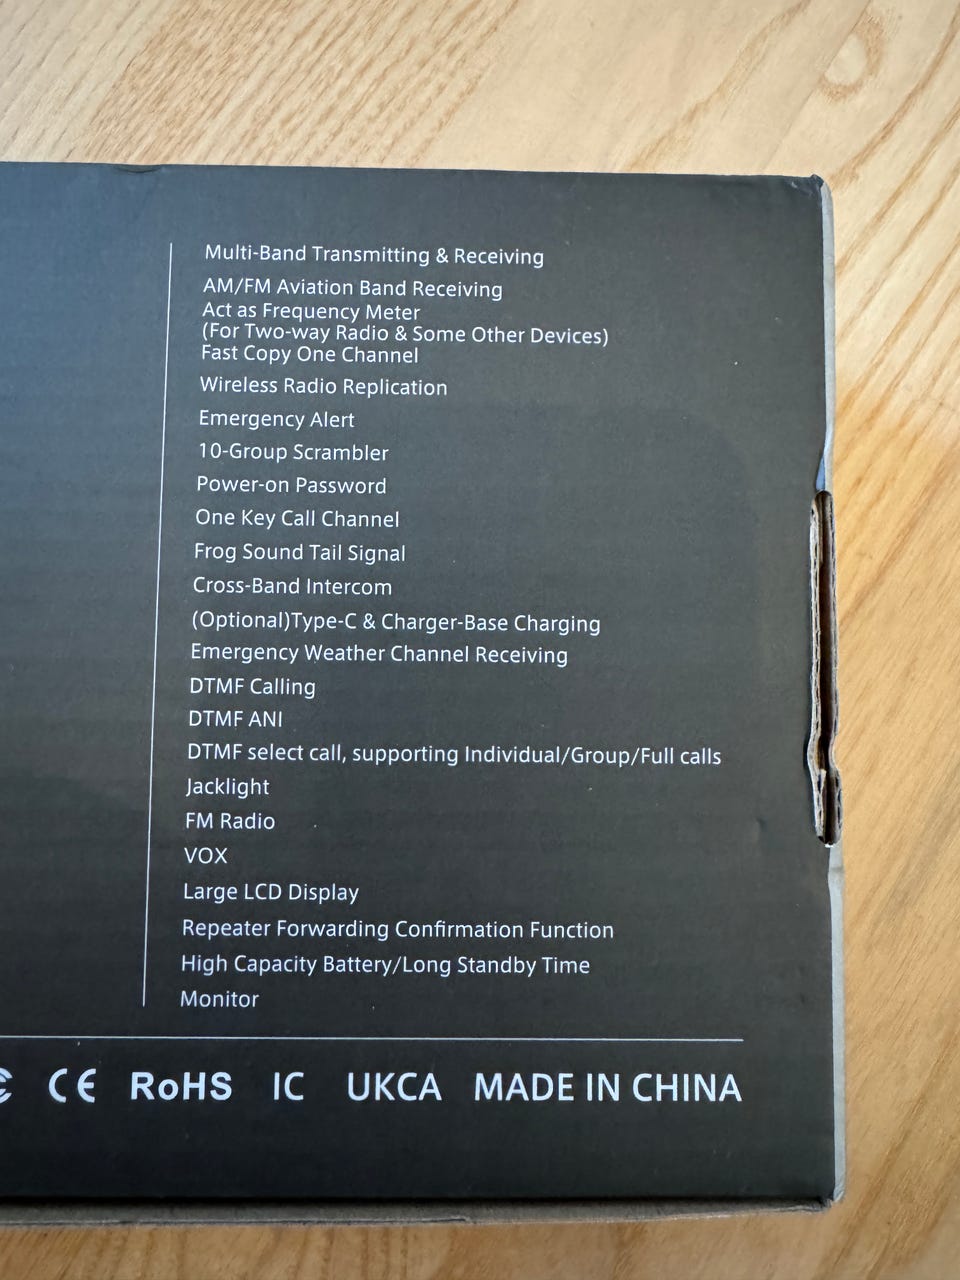 Multi-Band Transmitting & Receiving
AM/FM Aviation Band Receiving
Act as Frequency Meter
(For Two-way Radio & Some Other Devices)
Fast Copy One Channel
Wireless Radio Replication
Emergency Alert
10-Group Scrambler
Power-on Password
One Key Call Channel
Frog Sound Tail Signal
Cross-Band Intercom
(Optional)Type-C & Charger-Base Charging
Emergency Weather Channel Receiving
DTMF Calling
DTMF ANI
DTMF select call, supporting Individual/Group/Full calls
Jacklight
FM Radio
VOX
Large LCD Display
Repeater Forwarding Confirmation Function
High Capacity Battery/Long Standby Time
Monitor
CE RoHS IC UKCA MADE IN CHINA